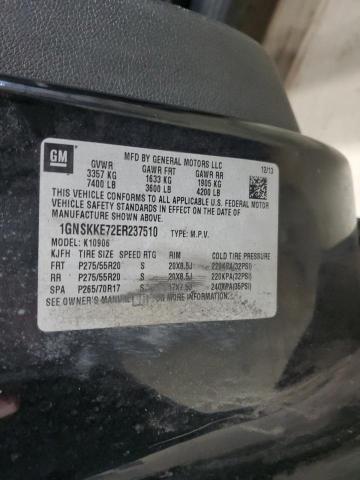 GM
MFD BY GENERAL MOTORS LLC 12/13
GVWR GAWR FRT GAWR RR
3357 KG 1633 KG 1905 KG
7400 LB 3600 LB 4200 LB
THIS VEHICLE CONFORMS TO ALL APPLICABLE U.S. FEDERAL MOTOR
VEHICLE SAFETY STANDARDS IN EFFECT ON THE DATE OF
MANUFACTURE SHOWN ABOVE.
1GNSKKE72ER237510 TYPE: M.P.V.
MODEL: K10906
KJFH TIRE SIZE SPEED RTG RIM COLD TIRE PRESSURE
FRT P275/55R20 S 20X8.5J 220KPA(32PSI)
RR P275/55R20 S 20X8.5J 220KPA(32PSI)
SPA P265/70R17 S 240KPA(35PSI)
SEE OWNER'S MANUAL FOR MORE INFORMATION.